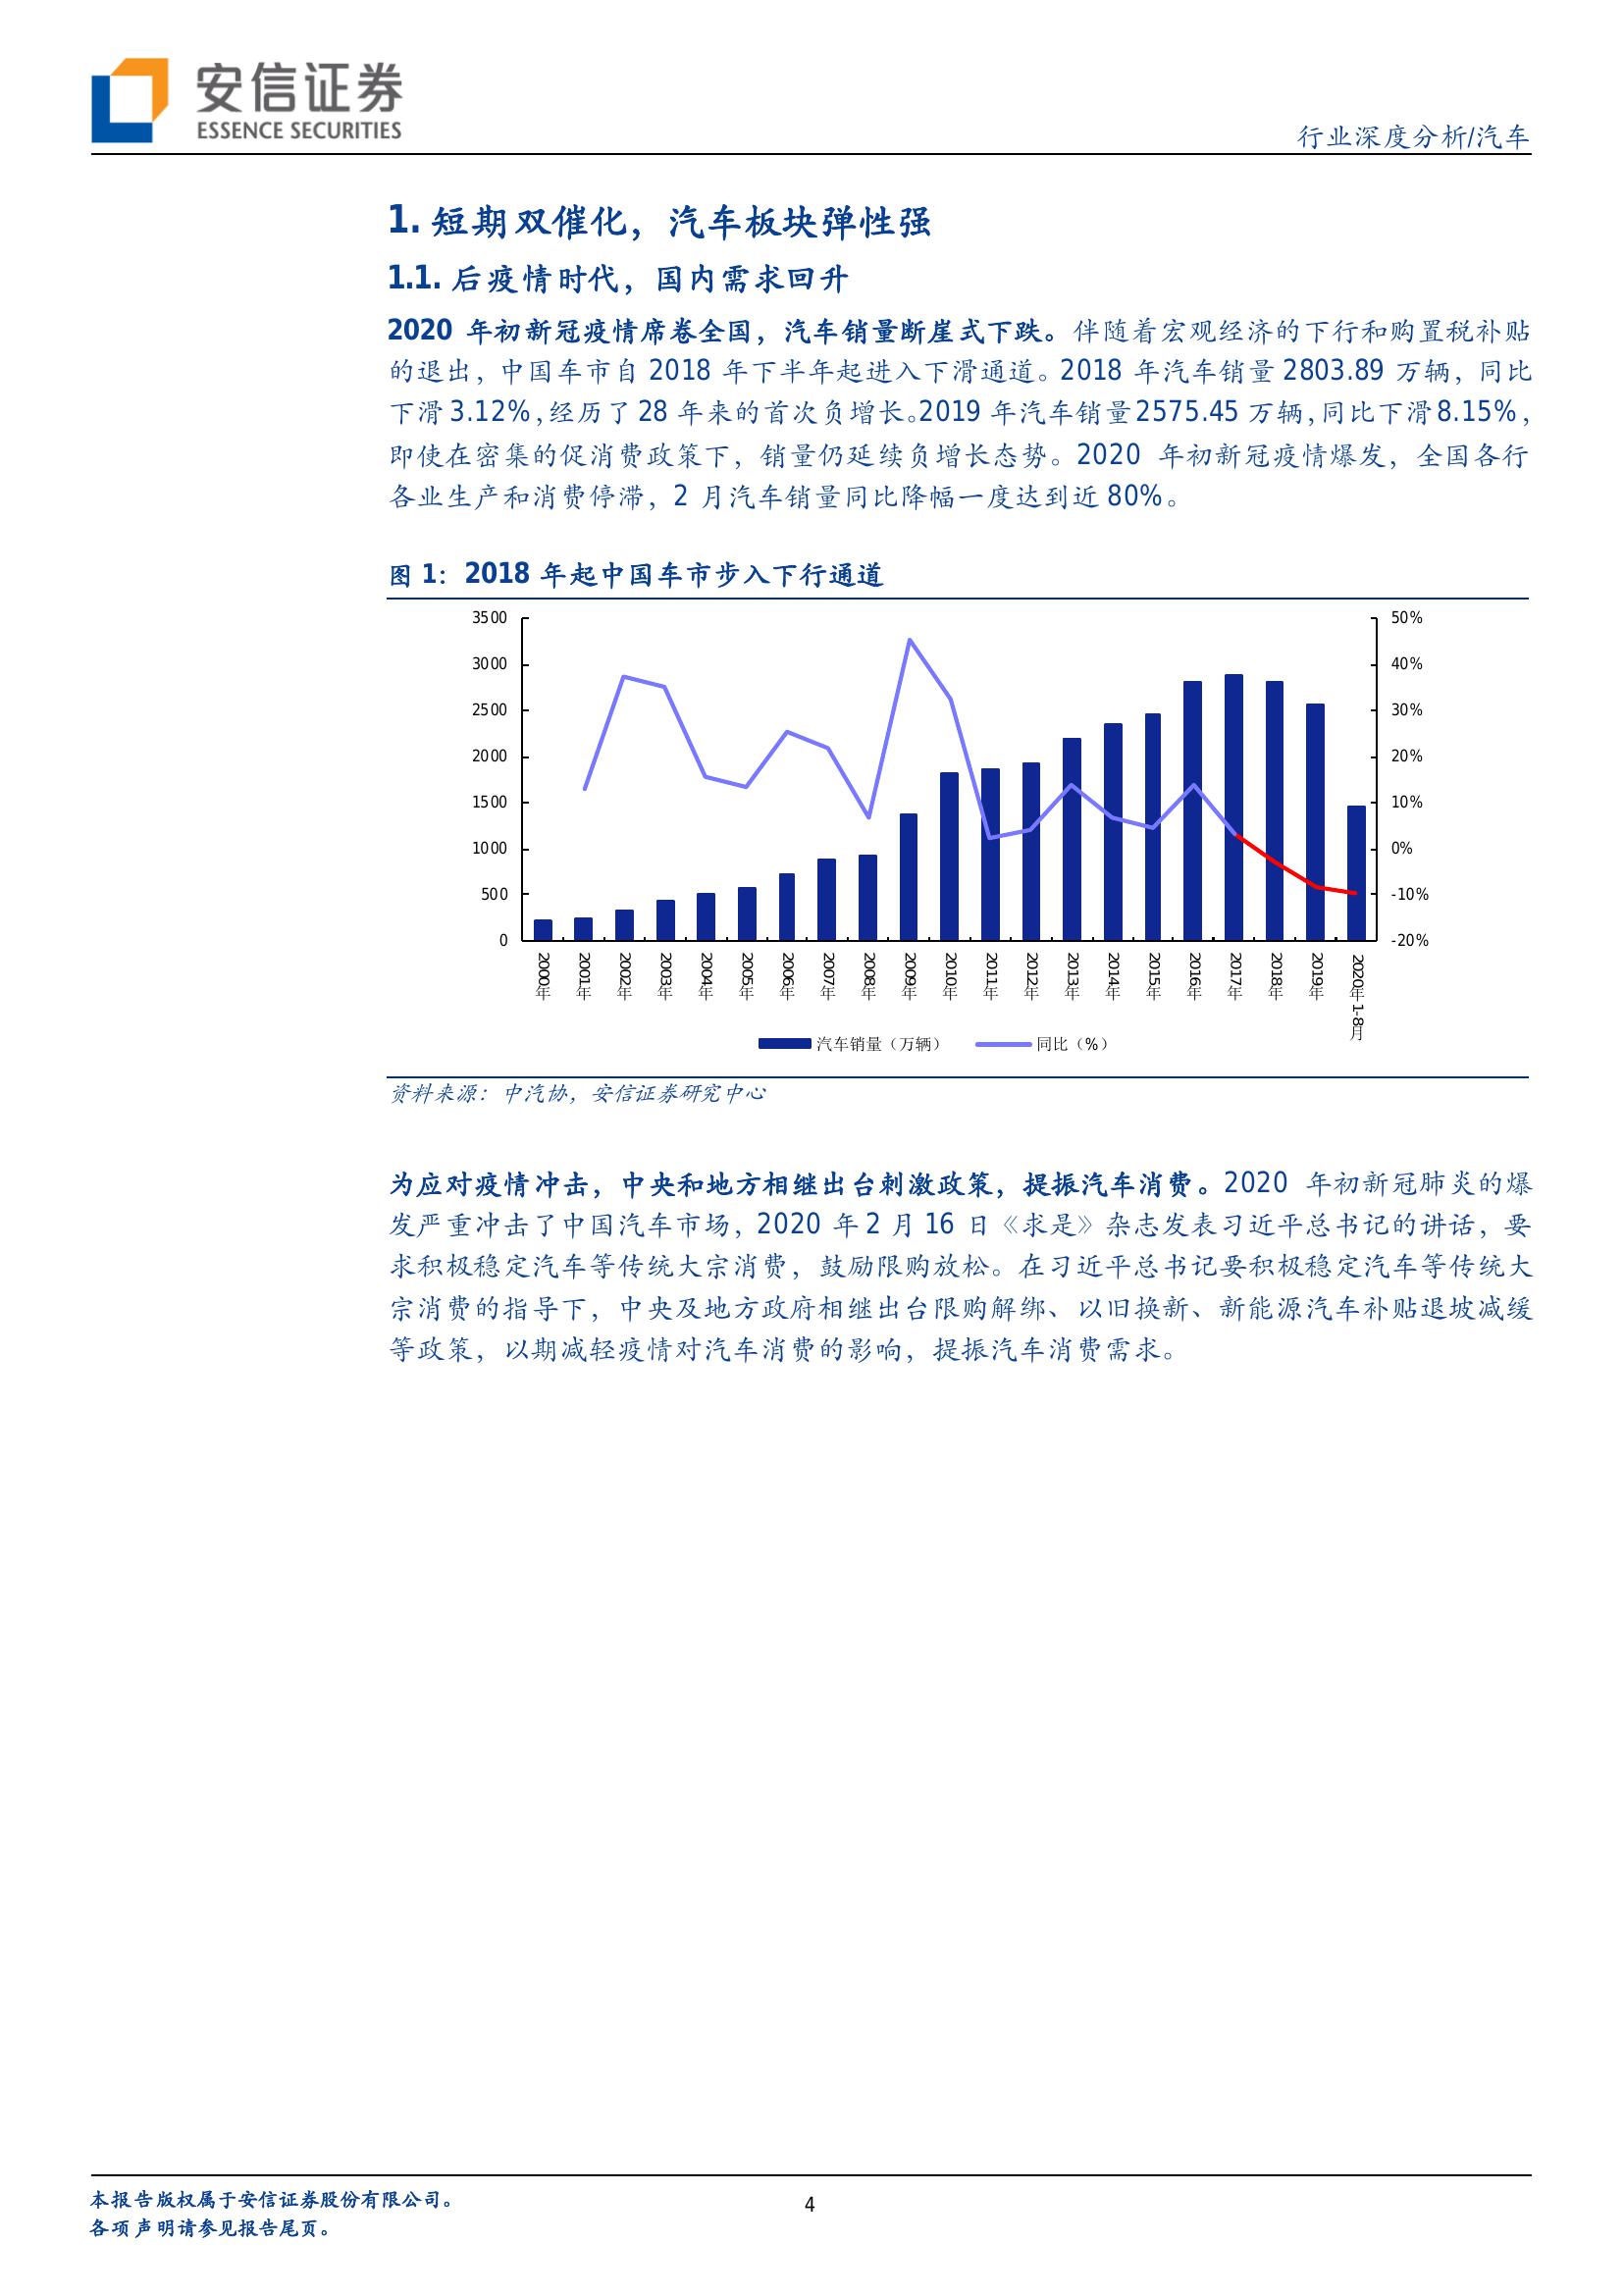 安信证券
ESSENCE SECURITIES
行业深度分析/汽车
1. 短期双催化，汽车板块弹性强
1.1. 后疫情时代，国内需求回升
2020 年初新冠疫情席卷全国，汽车销量断崖式下跌。伴随着宏观经济的下行和购置税补贴
的退出，中国车市自 2018 年下半年起进入下滑通道。2018 年汽车销量 2803.89 万辆，同比
下滑 3.12%，经历了 28 年来的首次负增长。2019 年汽车销量 2575.45 万辆，同比下滑 8.15%，
即使在密集的促消费政策下，销量仍延续负增长态势。2020 年初新冠疫情爆发，全国各行
各业生产和消费停滞，2 月汽车销量同比降幅一度达到近 80%。
图 1：2018 年起中国车市步入下行通道
3500
3000
2500
2000
1500
1000
500
0
50%
40%
30%
20%
10%
0%
-10%
-20%
2000年
2001年
2002年
2003年
2004年
2005年
2006年
2007年
2008年
2009年
2010年
2011年
2012年
2013年
2014年
2015年
2016年
2017年
2018年
2019年
2020年1-8月
汽车销量（万辆）
同比（%）
资料来源：中汽协，安信证券研究中心
为应对疫情冲击，中央和地方相继出台刺激政策，提振汽车消费。2020 年初新冠肺炎的爆
发严重冲击了中国汽车市场，2020 年 2 月 16 日《求是》杂志发表习近平总书记的讲话，要
求积极稳定汽车等传统大宗消费，鼓励限购放松。在习近平总书记要积极稳定汽车等传统大
宗消费的指导下，中央及地方政府相继出台限购解绑、以旧换新、新能源汽车补贴退坡减缓
等政策，以期减轻疫情对汽车消费的影响，提振汽车消费需求。
本报告版权属于安信证券股份有限公司。
各项声明请参见报告尾页。
4